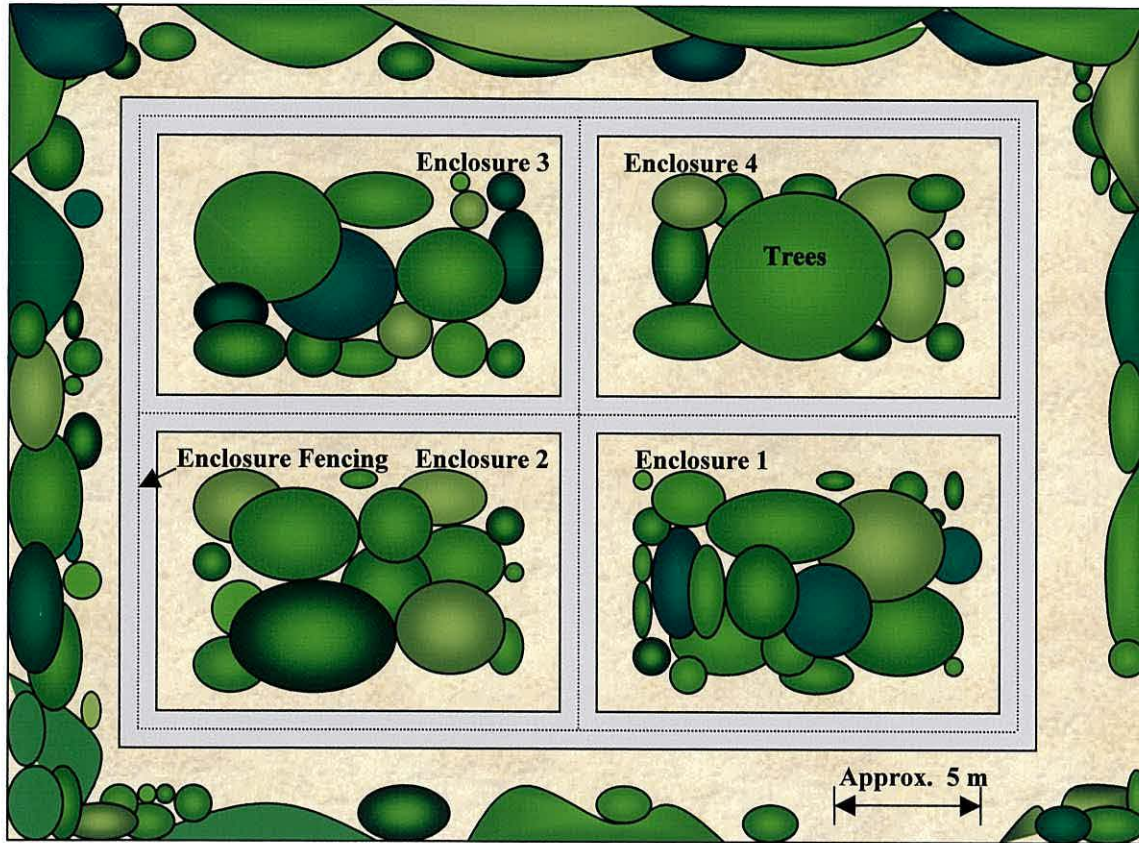 Enclosure 3
Enclosure 4
Trees
Enclosure Fencing
Enclosure 2
Enclosure 1
Approx. 5 m